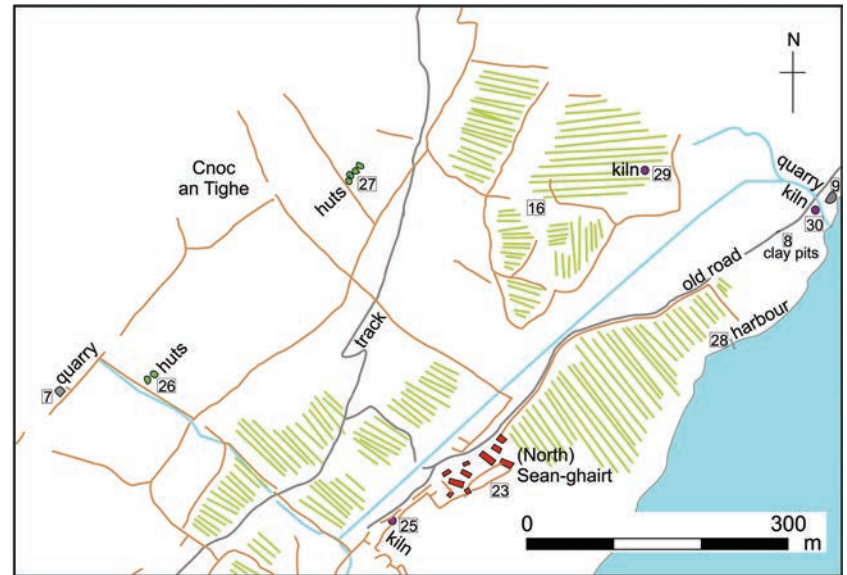 N
Cnoc
an Tighe
huts
27
kiln
29
16
quarry
9
kiln
30
8
clay pits
old road
harbour
28
track
quarry
7
huts
26
(North)
Sean-ghairt
23
25
kiln
0
300
m